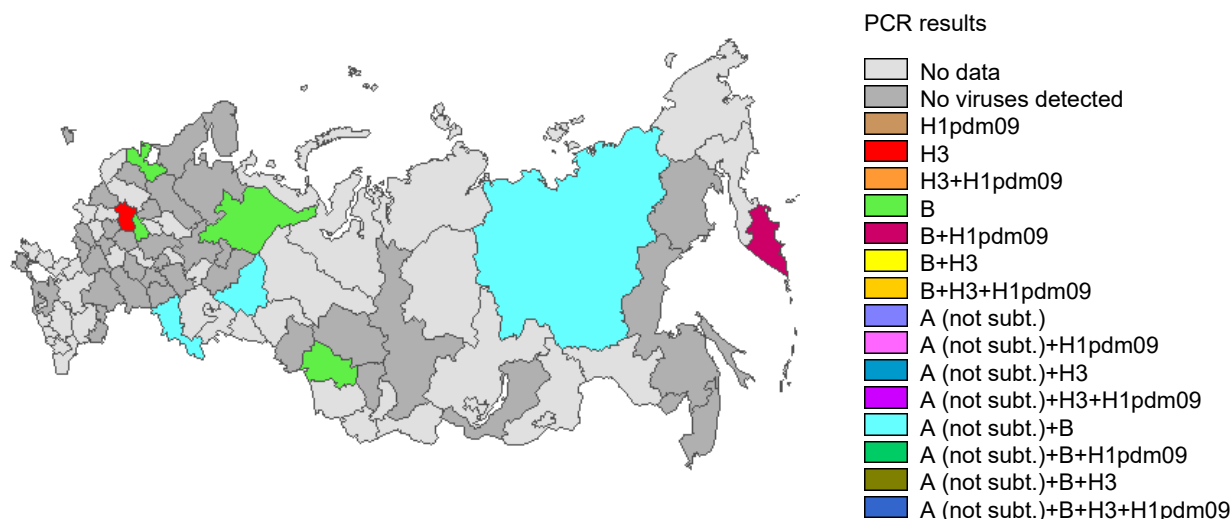 PCR results
No data
No viruses detected
H1pdm09
H3
H3+H1pdm09
B
B+H1pdm09
B+H3
B+H3+H1pdm09
A (not subt.)
A (not subt.)+H1pdm09
A (not subt.)+H3
A (not subt.)+H3+H1pdm09
A (not subt.)+B
A (not subt.)+B+H1pdm09
A (not subt.)+B+H3
A (not subt.)+B+H3+H1pdm09